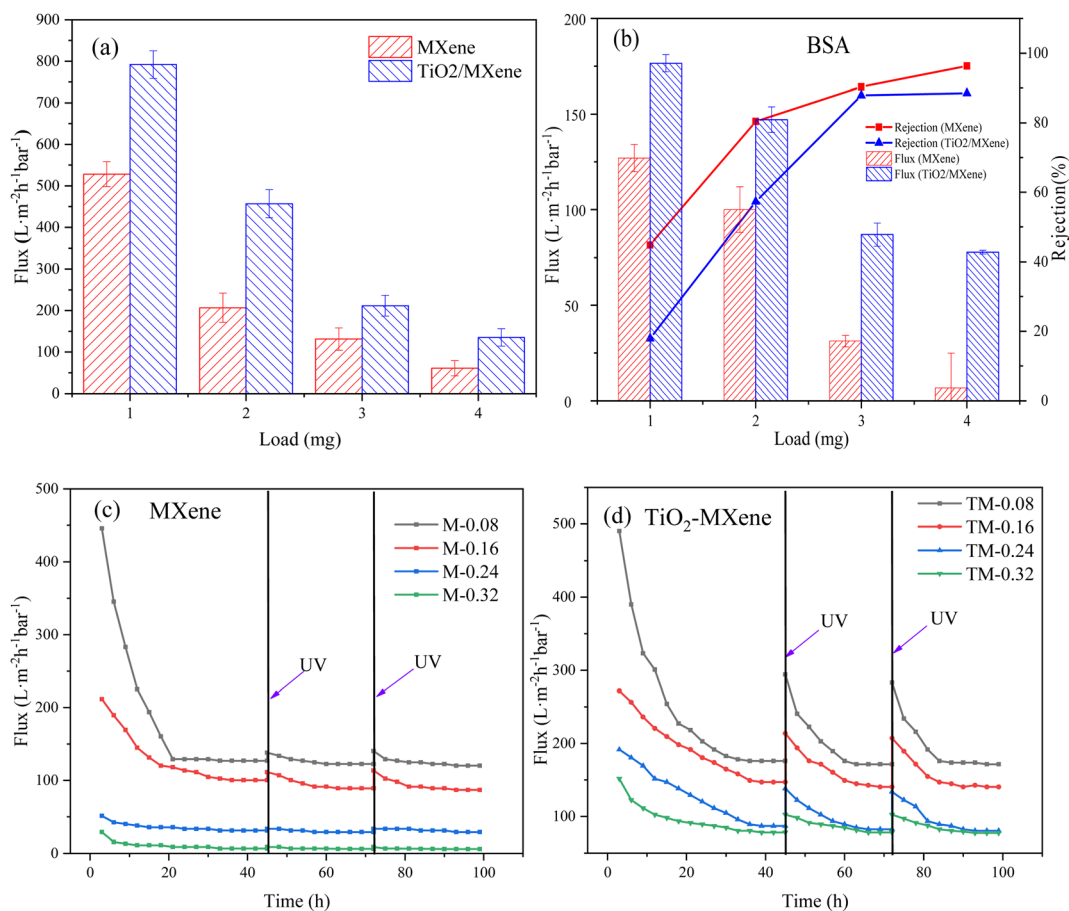 (a)
MXene
TiO2/MXene
Flux (L·m⁻²h⁻¹bar⁻¹)
900
800
700
600
500
400
300
200
100
0
1 2 3 4
Load (mg)
(b)
BSA
Rejection (MXene)
Rejection (TiO2/MXene)
Flux (MXene)
Flux (TiO2/MXene)
Flux (L·m⁻²h⁻¹bar⁻¹)
200
150
100
50
0
Rejection(%)
100
80
60
40
20
0
1 2 3 4
Load (mg)
(c)
MXene
M-0.08
M-0.16
M-0.24
M-0.32
UV
UV
Flux (L·m⁻²h⁻¹bar⁻¹)
500
400
300
200
100
0
0 20 40 60 80 100
Time (h)
(d)
TiO₂-MXene
TM-0.08
TM-0.16
TM-0.24
TM-0.32
UV
UV
Flux (L·m⁻²h⁻¹bar⁻¹)
500
400
300
200
100
0 20 40 60 80 100
Time (h)